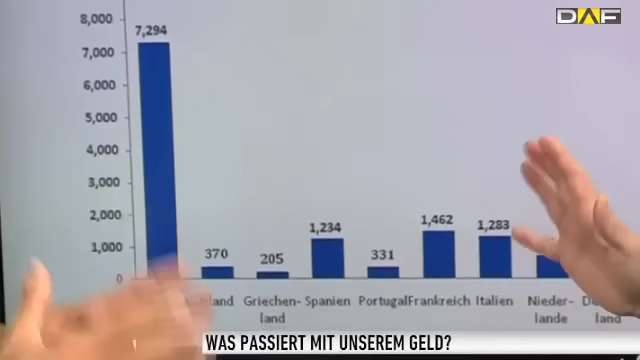 DAF
8,000
7,294
7,000
6,000
5,000
4,000
3,000
2,000
1,462
1,234
1,283
1,000
370
205
331
0
land Griechen- Spanien Portugal Frankreich Italien Nieder-
land
lande
land
WAS PASSIERT MIT UNSEREM GELD?